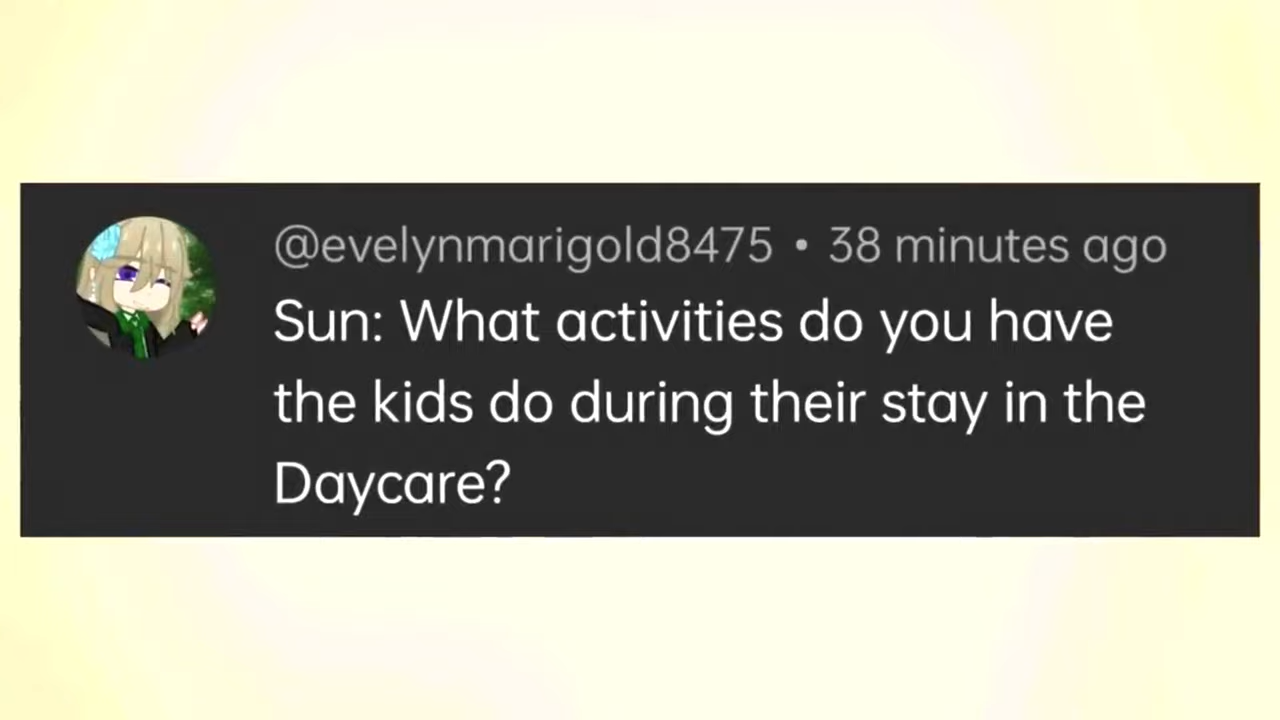 @evelynmarigold8475 • 38 minutes ago
Sun: What activities do you have
the kids do during their stay in the
Daycare?